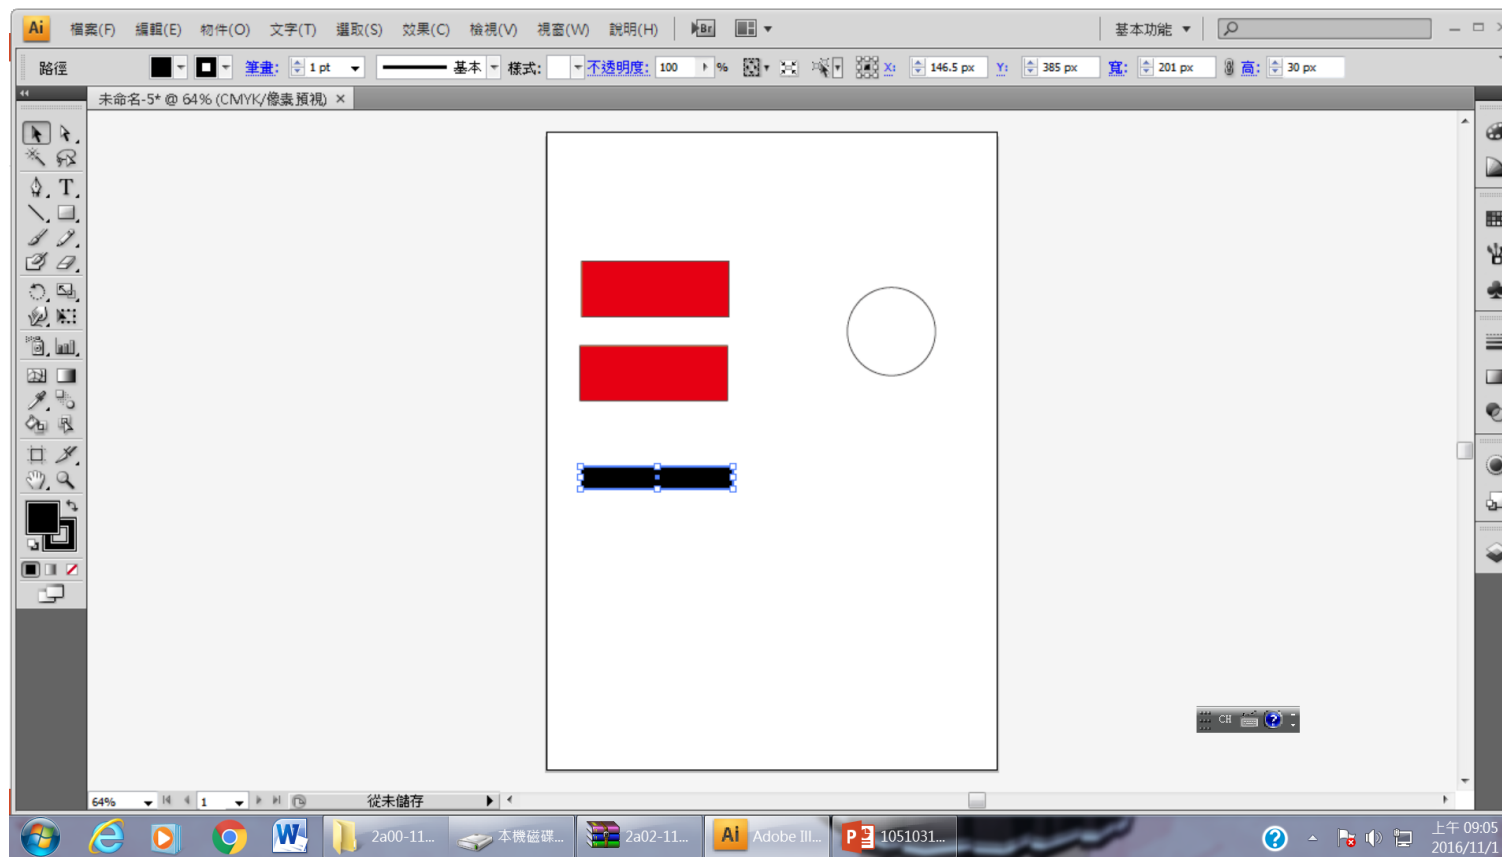 Ai 檔案(F) 編輯(E) 物件(O) 文字(T) 選取(S) 效果(C) 檢視(V) 視窗(W) 說明(H) Br 基本功能
路徑 筆畫: 1 pt 基本 樣式: 不透明度: 100 % X: 146.5 px Y: 385 px 寬: 201 px 高: 30 px
未命名-5* @ 64% (CMYK/像素預視) ×
T
CH
64% 1 從未儲存
2a00-11... 本機磁碟... 2a02-11... Ai Adobe Ill... 1051031... 上午 09:05
2016/11/1